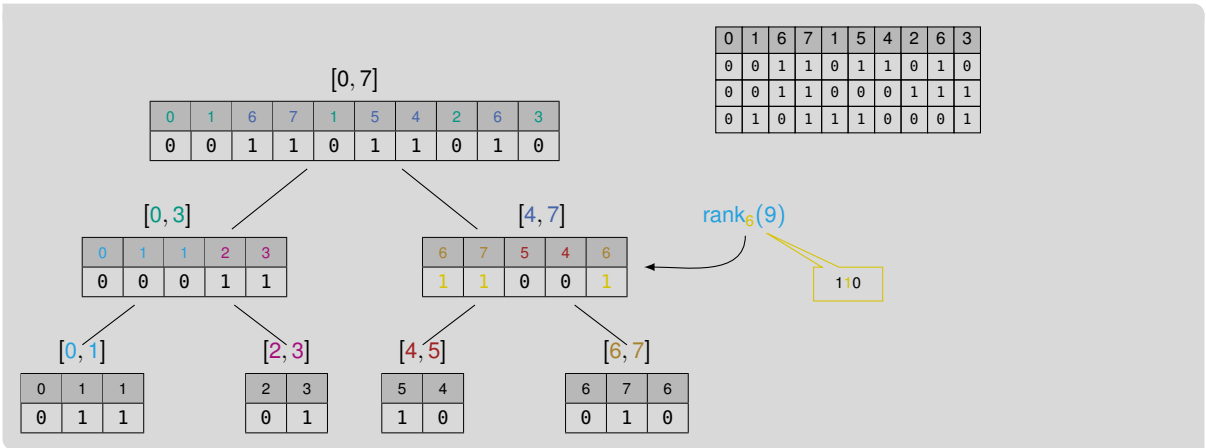 0 1 6 7 1 5 4 2 6 3
0 0 1 1 0 1 1 0 1 0
0 0 1 1 0 0 0 1 1 1
0 1 0 1 1 1 0 0 0 1
[0, 7]
0 1 6 7 1 5 4 2 6 3
0 0 1 1 0 1 1 0 1 0
[0, 3] [4, 7] rank₆(9)
0 1 1 2 3 6 7 5 4 6
0 0 0 1 1 1 1 0 0 1 110
[0, 1] [2, 3] [4, 5] [6, 7]
0 1 1 2 3 5 4 6 7 6
0 1 1 0 1 1 0 0 1 0